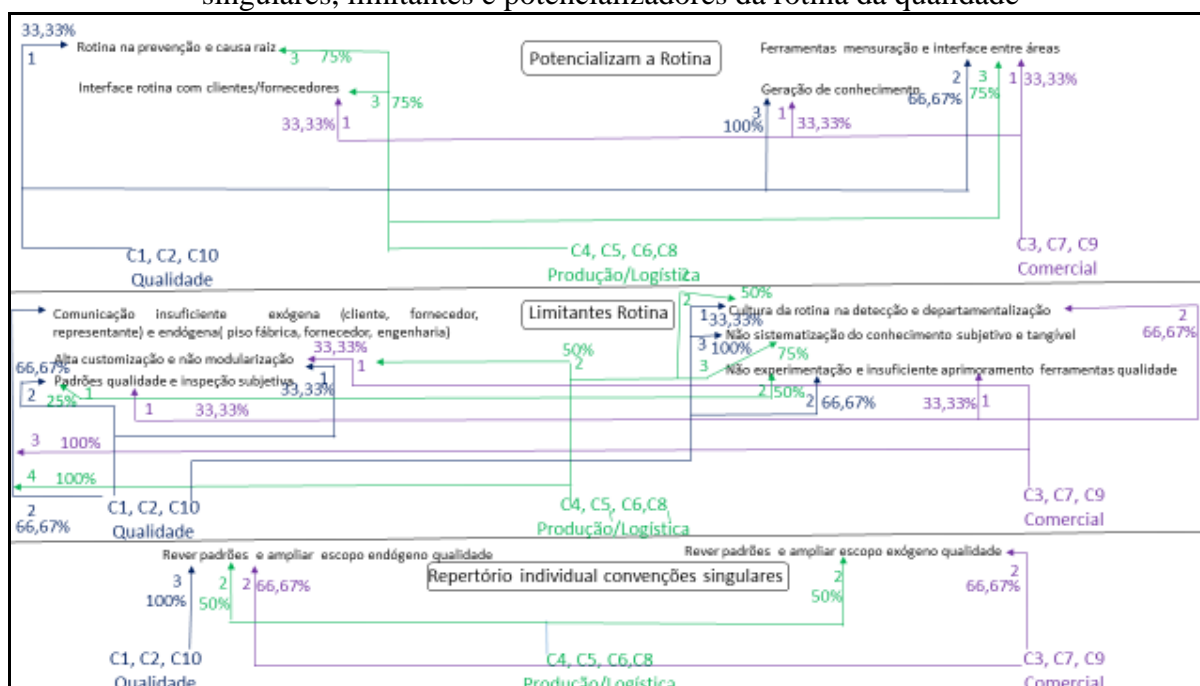 singulares, limitantes e potencializadores da rotina da qualidade
33,33%
1
Rotina na prevenção e causa raiz
3 75%
Potencializam a Rotina
Ferramentas mensuração e interface entre áreas
Interface rotina com clientes/fornecedores
3 75%
33,33% 1
Geração de conhecimento
2
66,67%
3
75%
1 33,33%
3
100%
1
33,33%
C1, C2, C10
Qualidade
C4, C5, C6,C8
Produção/Logística
C3, C7, C9
Comercial
Comunicação insuficiente exógena (cliente, fornecedor,
representante) e endógena( piso fábrica, fornecedor, engenharia)
Limitantes Rotina
2
2
50%
Cultura da rotina na detecção e departamentalização
1
33,33%
2
66,67%
Não sistematização do conhecimento subjetivo e tangível
3 100%
75%
3
Alta customização e não modularização
33,33%
1
50%
2
1
33,33%
Não experimentação e insuficiente aprimoramento ferramentas qualidade
66,67%
Padrões qualidade e inspeção subjetiva
2
25%
1
1 33,33%
2 50%
2 66,67%
33,33% 1
3 100%
4 100%
2
66,67%
C1, C2, C10
Qualidade
C4, C5, C6,C8
Produção/Logística
C3, C7, C9
Comercial
Rever padrões e ampliar escopo endógeno qualidade
Repertório individual convenções singulares
Rever padrões e ampliar escopo exógeno qualidade
3
100%
2
50%
2 66,67%
2
50%
2
66,67%
C1, C2, C10
Qualidade
C4, C5, C6,C8
Produção/Logística
C3, C7, C9
Comercial